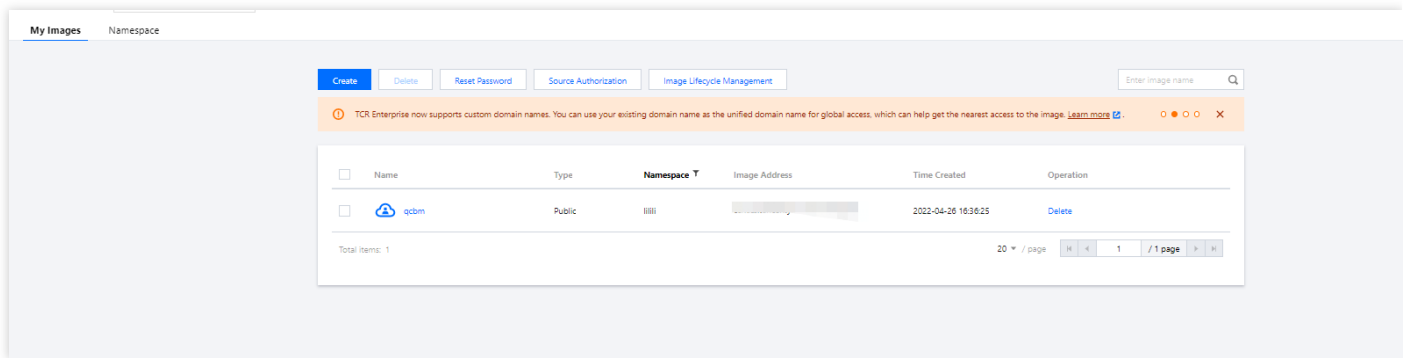 My Images Namespace
Create Delete Reset Password Source Authorization Image Lifecycle Management Enter image name
TCR Enterprise now supports custom domain names. You can use your existing domain name as the unified domain name for global access, which can help get the nearest access to the image. Learn more .
Name Type Namespace Image Address Time Created Operation
qcbm Public lilili 2022-04-26 16:36:25 Delete
Total items: 1 20 / page 1 / 1 page